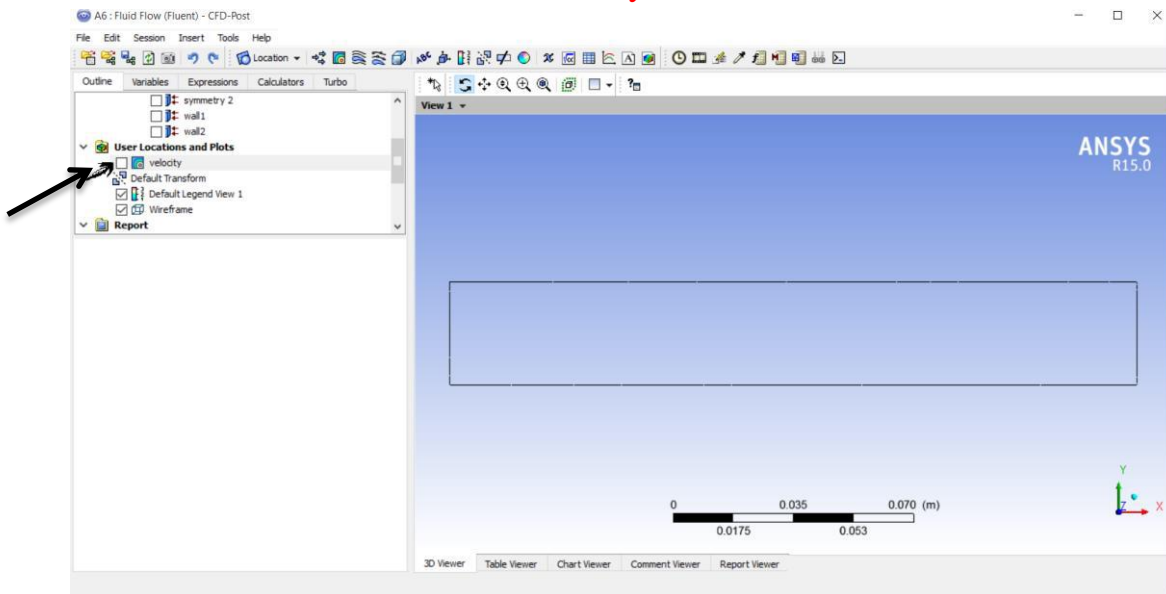 A6 : Fluid Flow (Fluent) - CFD-Post
File Edit Session Insert Tools Help
Location
Outline Variables Expressions Calculators Turbo
symmetry 2
wall1
wall2
User Locations and Plots
velocity
Default Transform
Default Legend View 1
Wireframe
Report
View 1
ANSYS
R15.0
0 0.035 0.070 (m)
0.0175 0.053
Y
Z X
3D Viewer Table Viewer Chart Viewer Comment Viewer Report Viewer